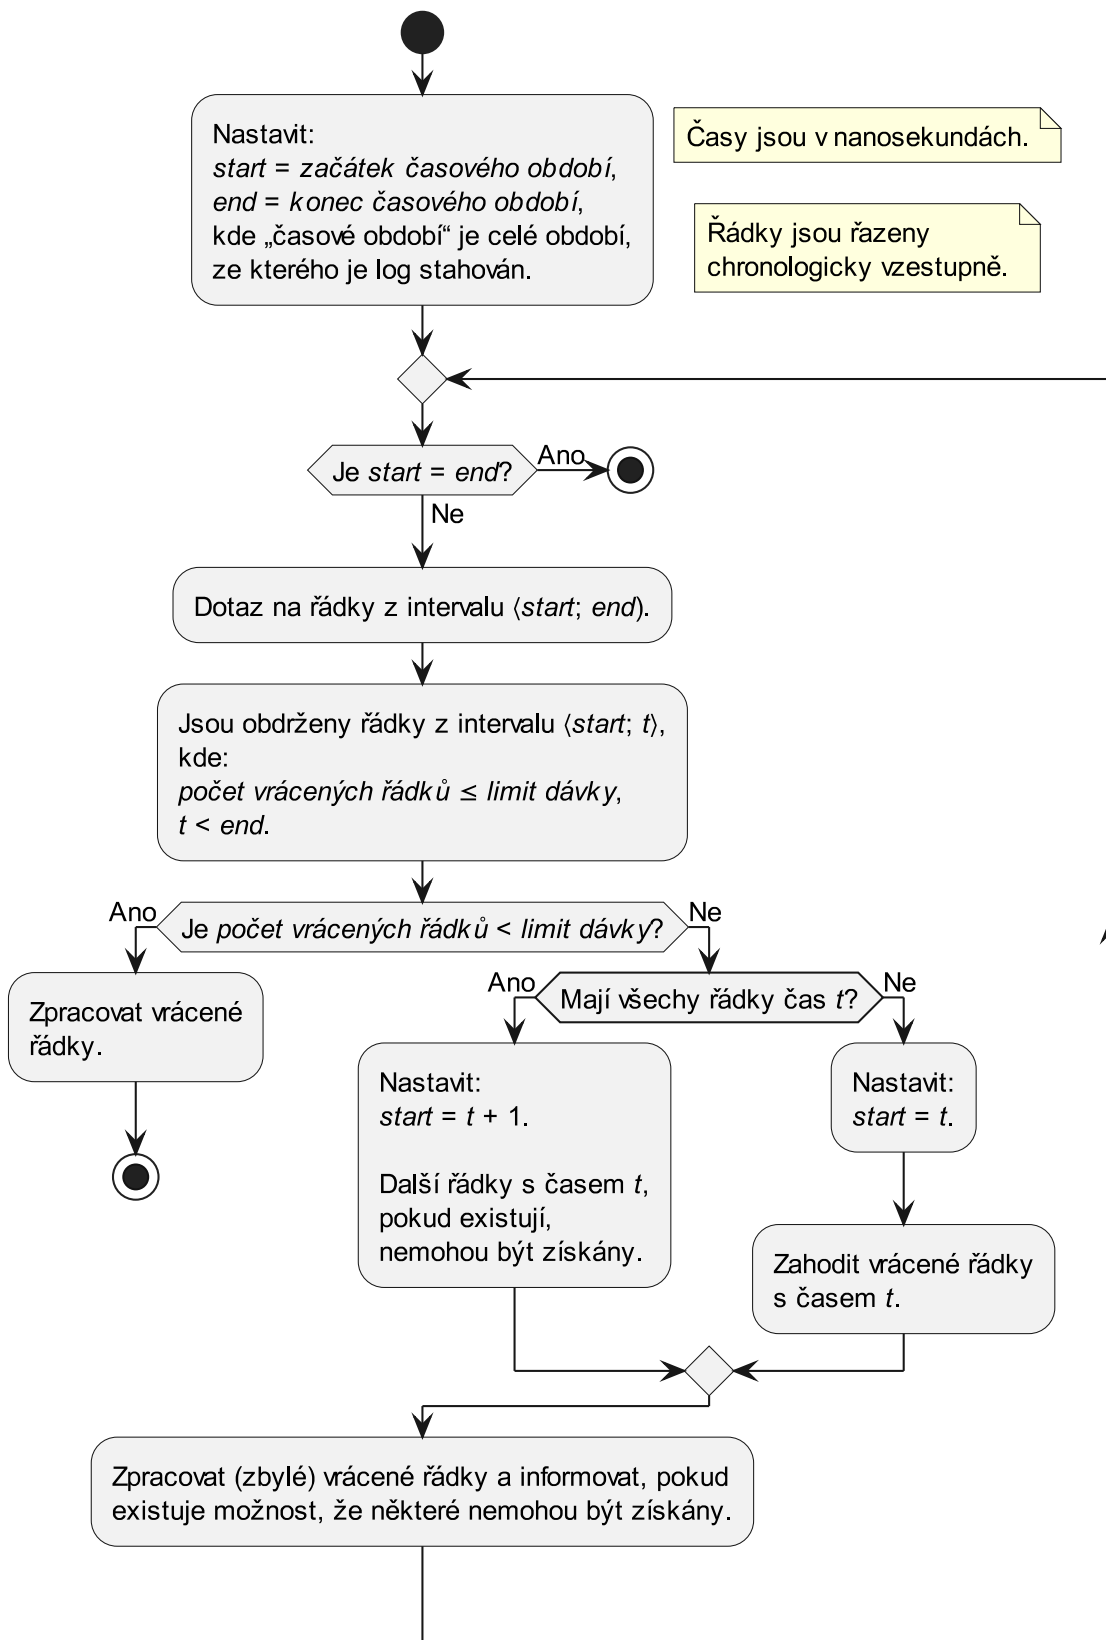 Nastavit:
start = začátek časového období,
end = konec časového období,
kde „časové období“ je celé období,
ze kterého je log stahován.
Časy jsou v nanosekundách.
Řádky jsou řazeny
chronologicky vzestupně.
Je start = end?
Ano
Ne
Dotaz na řádky z intervalu ⟨start; end).
Jsou obdrženy řádky z intervalu ⟨start; t⟩,
kde:
počet vrácených řádků ≤ limit dávky,
t < end.
Ano
Je počet vrácených řádků < limit dávky?
Ne
Zpracovat vrácené
řádky.
Ano
Mají všechy řádky čas t?
Ne
Nastavit:
start = t + 1.
Další řádky s časem t,
pokud existují,
nemohou být získány.
Nastavit:
start = t.
Zahodit vrácené řádky
s časem t.
Zpracovat (zbylé) vrácené řádky a informovat, pokud
existuje možnost, že některé nemohou být získány.